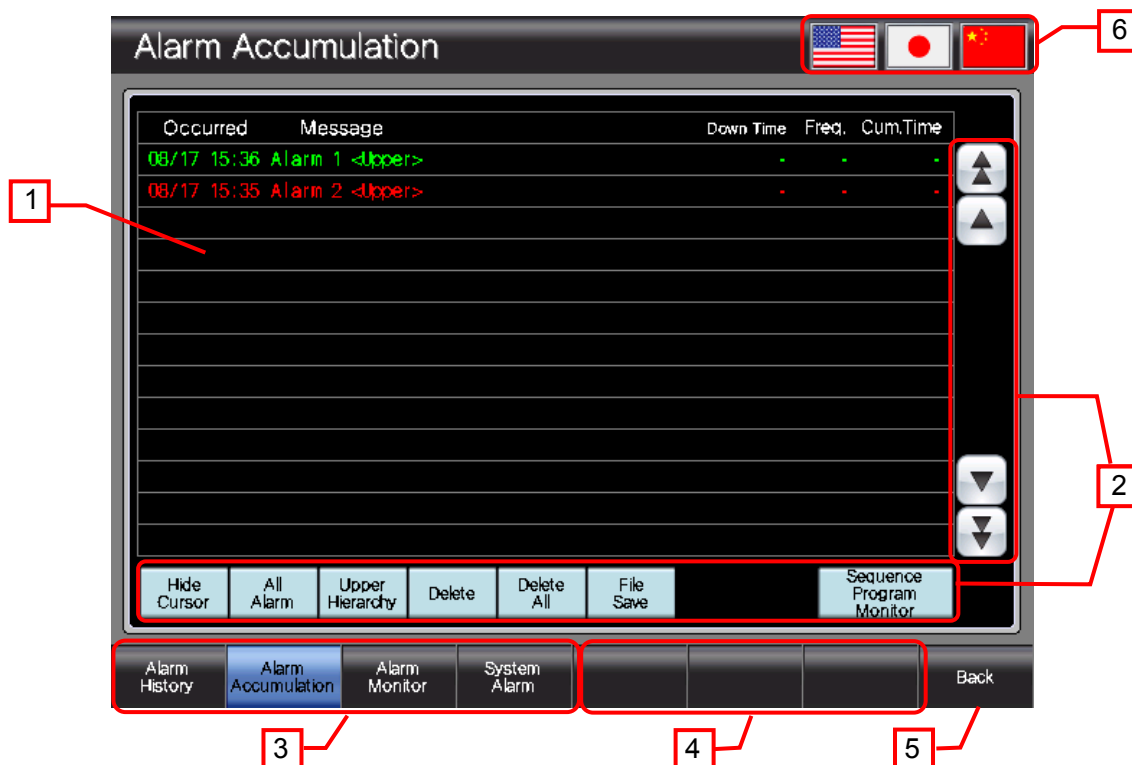 Alarm Accumulation
6
Occurred Message Down Time Freq. Cum.Time
08/17 15:36 Alarm 1 <Upper> - - -
08/17 15:35 Alarm 2 <Upper> - - -
1
2
Hide
Cursor
All
Alarm
Upper
Hierarchy
Delete
Delete
All
File
Save
Sequence
Program
Monitor
Alarm
History
Alarm
Accumulation
Alarm
Monitor
System
Alarm
Back
3
4
5